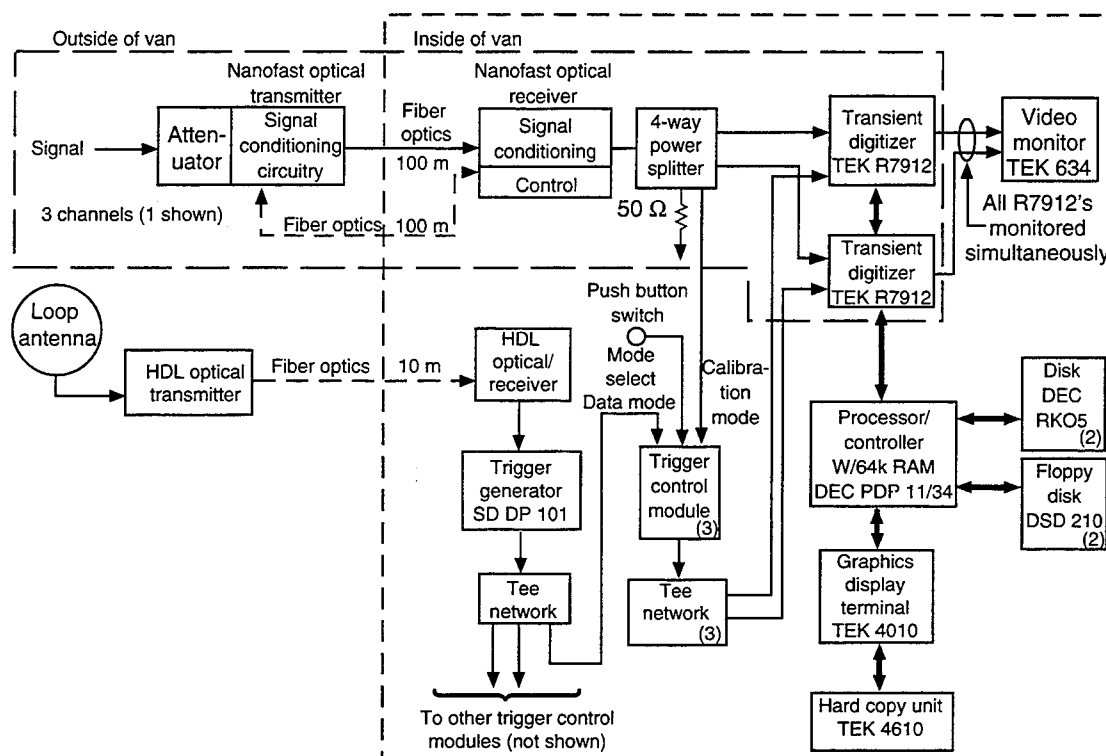 Outside of van
Inside of van
Nanofast optical
transmitter
Nanofast optical
receiver
Signal
Atten-
uator
Signal
conditioning
circuitry
Fiber
optics
100 m
Signal
conditioning
Control
4-way
power
splitter
Transient
digitizer
TEK R7912
Video
monitor
TEK 634
3 channels (1 shown)
Fiber optics
100 m
50 Ω
All R7912's
monitored
simultaneously
Transient
digitizer
TEK R7912
Loop
antenna
HDL optical
transmitter
Fiber optics
10 m
HDL
optical/
receiver
Push button
switch
Mode
select
Data mode
Calibra-
tion
mode
Trigger
generator
SD DP 101
Trigger
control
module
(3)
Processor/
controller
W/64k RAM
DEC PDP 11/34
Disk
DEC
RKO5
(2)
Floppy
disk
DSD 210
(2)
Tee
network
Tee
network
(3)
Graphics
display
terminal
TEK 4010
To other trigger control
modules (not shown)
Hard copy unit
TEK 4610